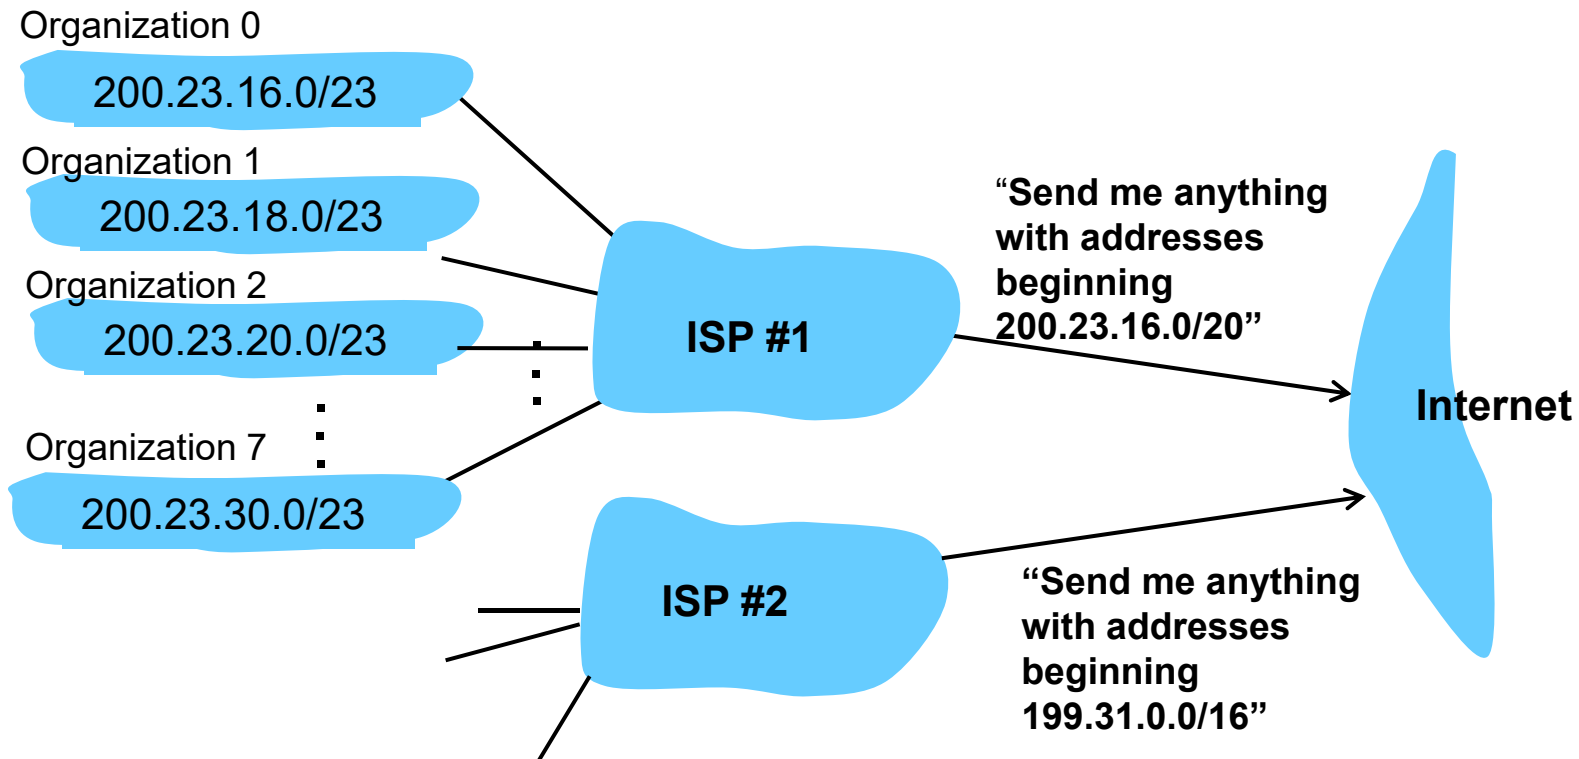 Organization 0
200.23.16.0/23
Organization 1
200.23.18.0/23
Organization 2
200.23.20.0/23
Organization 7
200.23.30.0/23
ISP #1
“Send me anything
with addresses
beginning
200.23.16.0/20”
Internet
ISP #2
“Send me anything
with addresses
beginning
199.31.0.0/16”